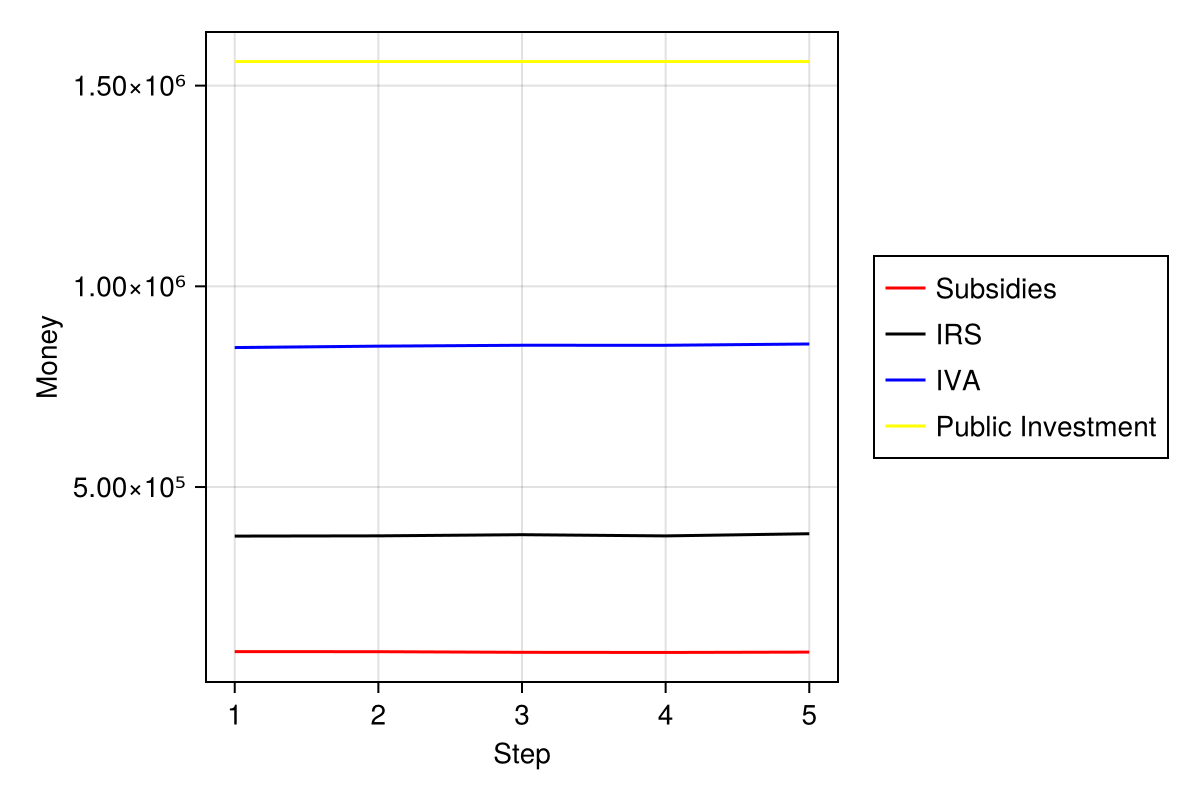 1.50×10⁶
1.00×10⁶
5.00×10⁵
Money
1 2 3 4 5
Step
Subsidies
IRS
IVA
Public Investment